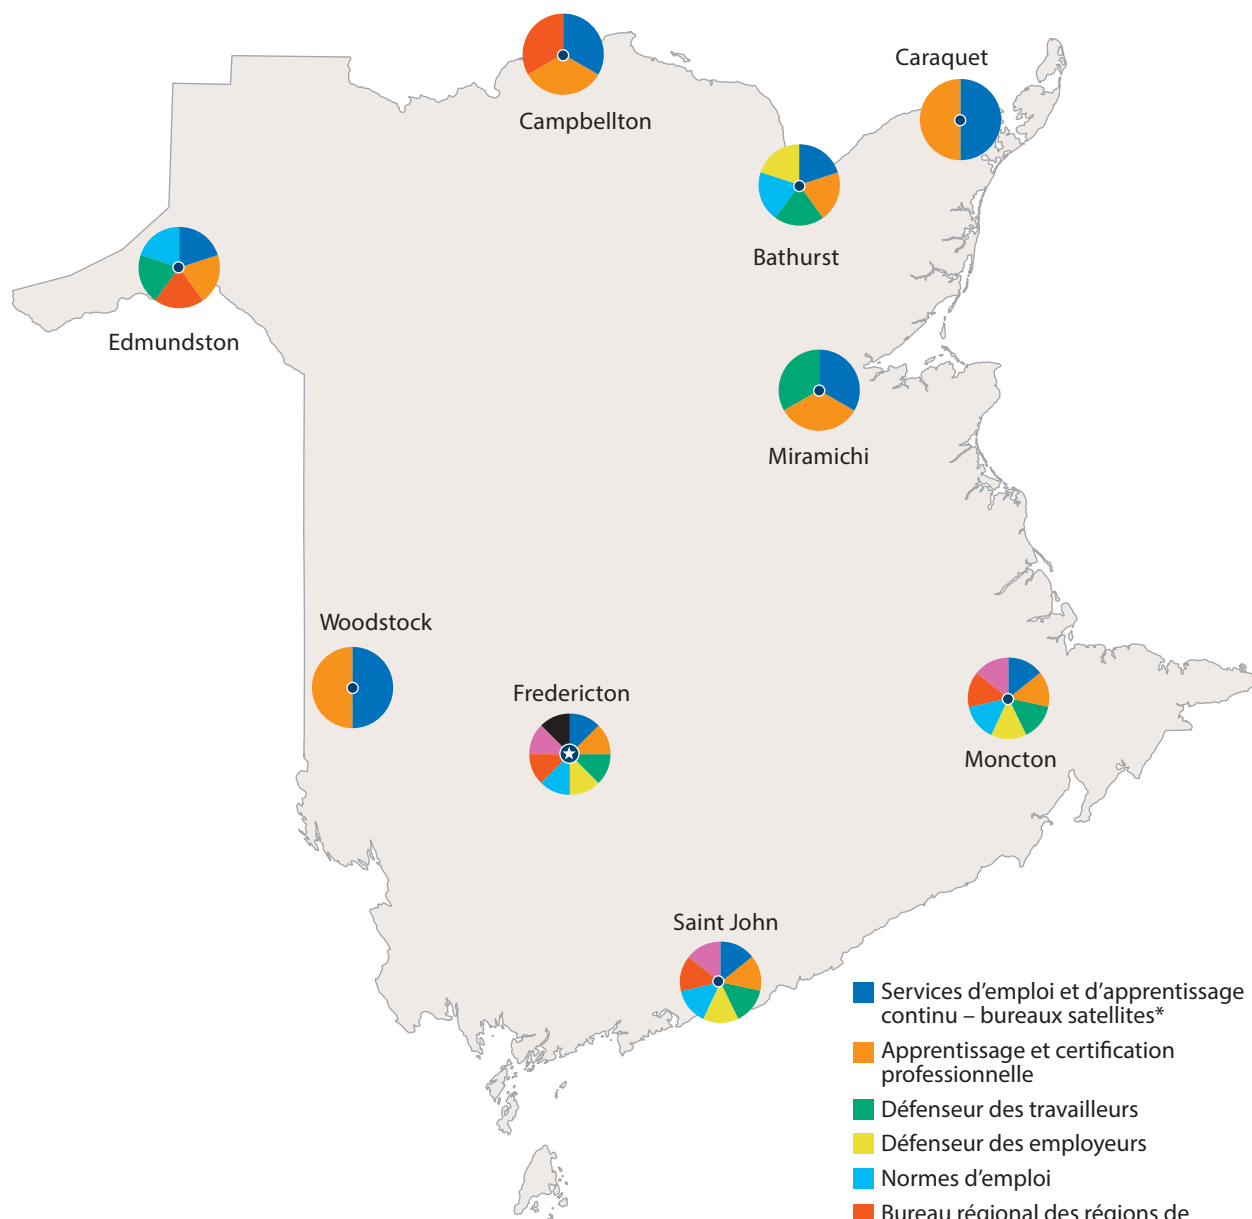 Campbellton
Caraquet
Bathurst
Edmundston
Miramichi
Woodstock
Fredericton
Moncton
Saint John
Services d'emploi et d'apprentissage
continu – bureaux satellites*
Apprentissage et certification
professionnelle
Défenseur des travailleurs
Défenseur des employeurs
Normes d'emploi
Bureau régional des régions de